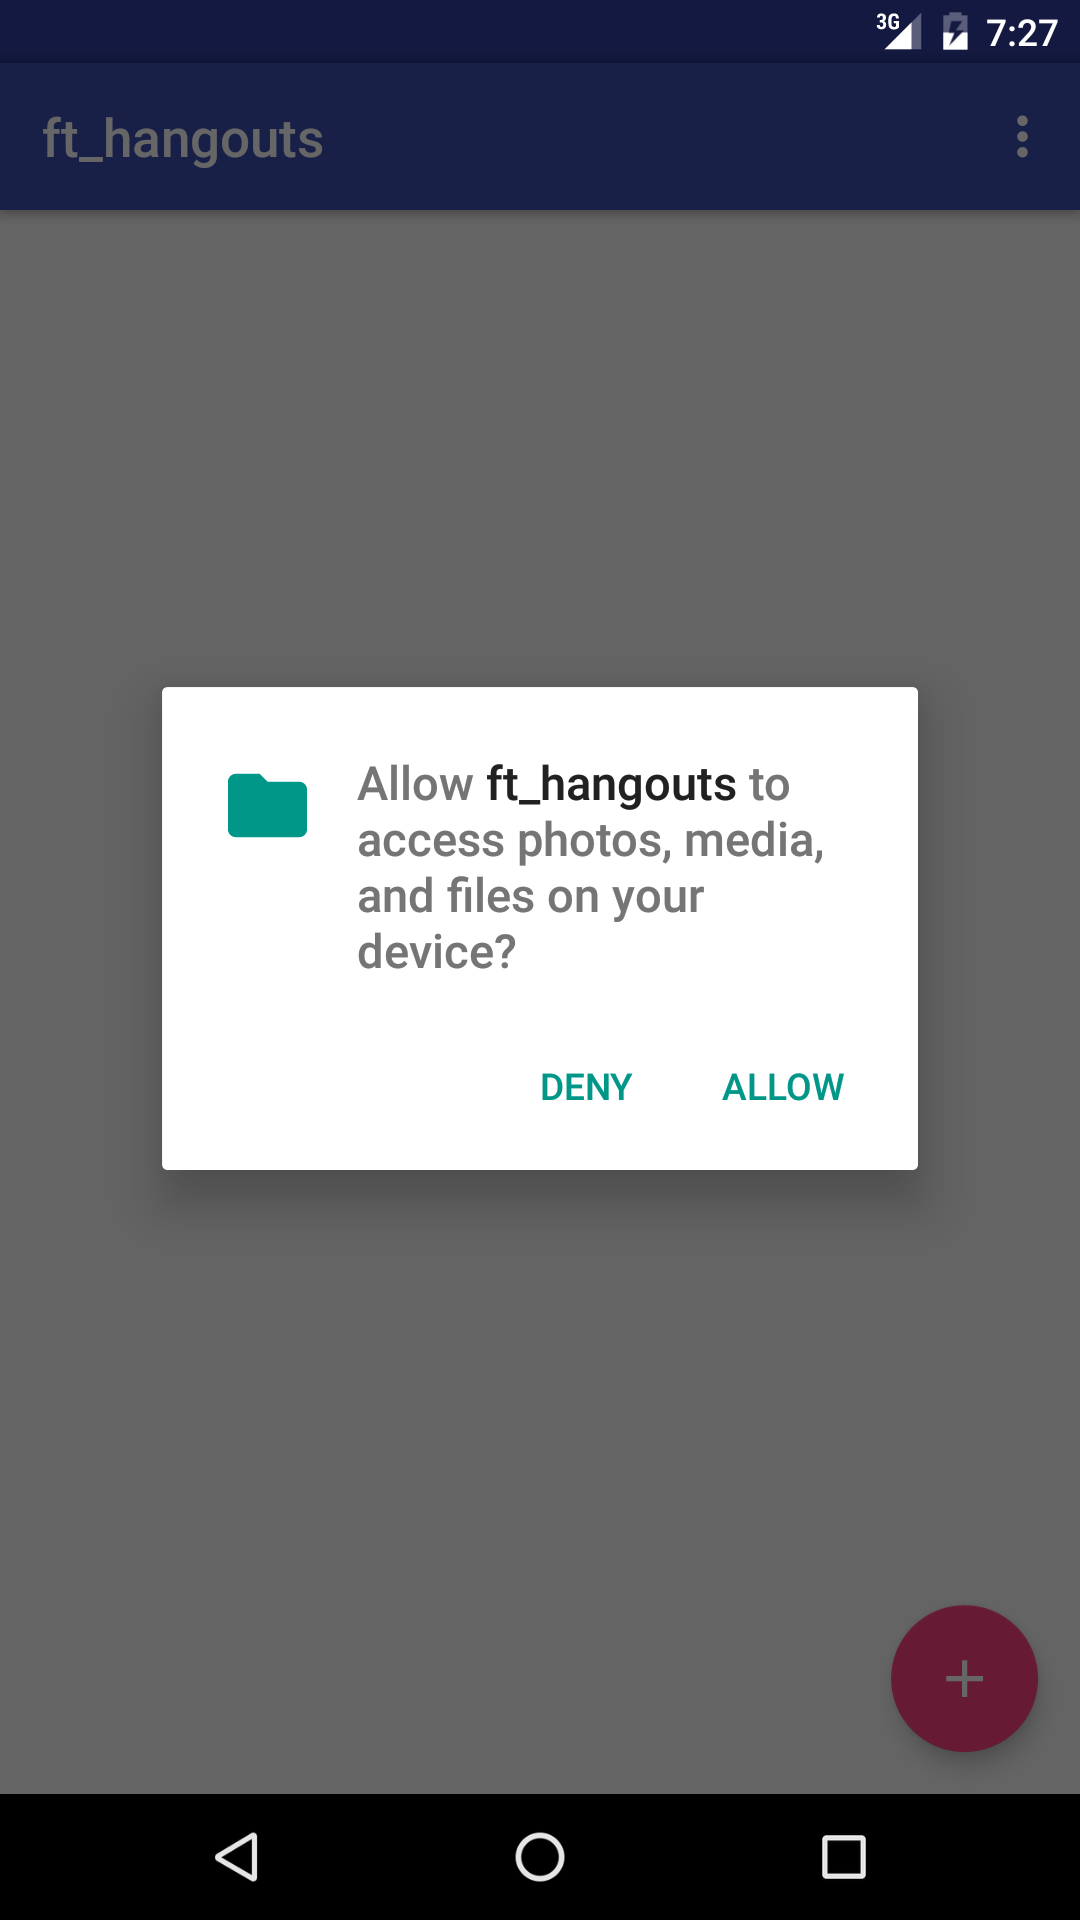 3G 7:27
ft_hangouts
Allow ft_hangouts to
access photos, media,
and files on your
device?
DENY ALLOW